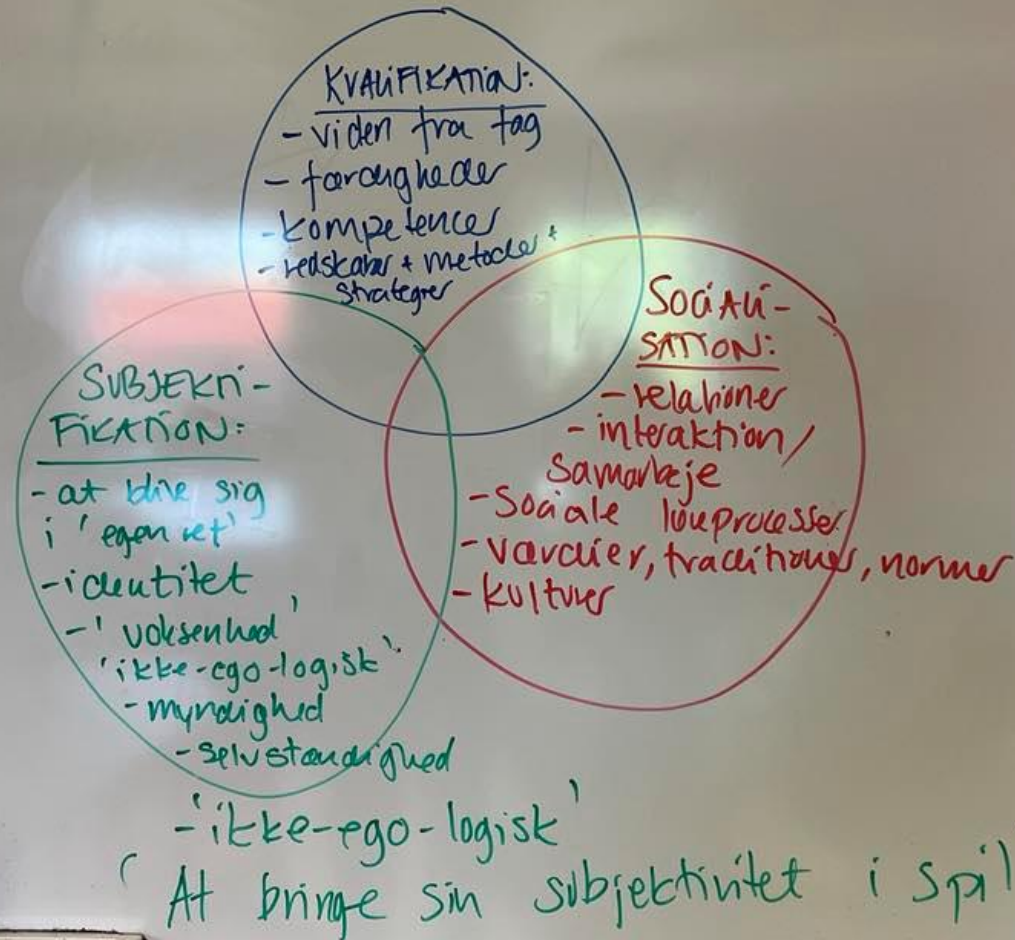 KVALIFIKATION:
- viden fra fag
- færdigheder
- kompetencer
- redskaber + metoder +
strategier
SOCIALI-
SATION:
- relationer
- interaktion /
samarbejde
- Sociale læreprocesser
- værdier, traditioner, normer
- kulturer
SUBJEKTI-
FIKATION:
- at blive sig
i 'egen ret'
- identitet
- 'voksenhed'
'ikke-ego-logisk'
- myndighed
- selvstændighed
- 'ikke-ego-logisk'
( At bringe sin subjektivitet i spil